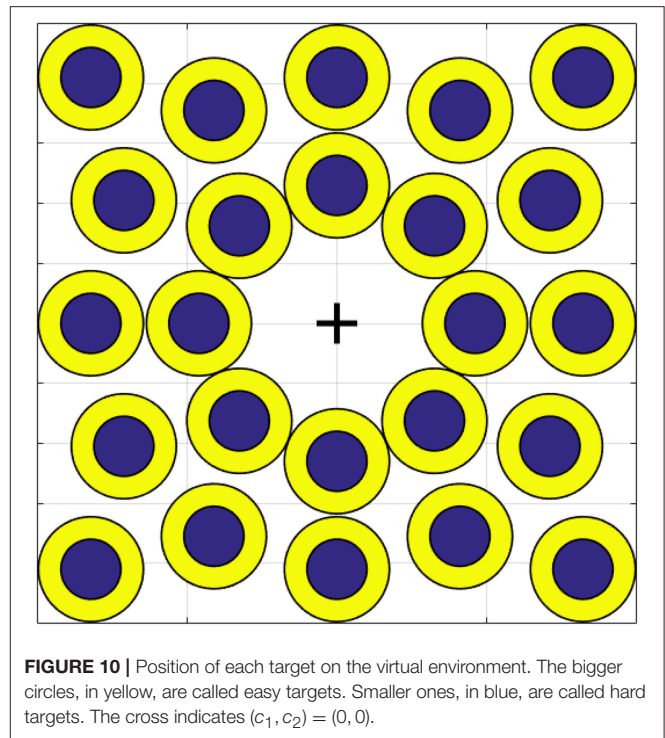 FIGURE 10 | Position of each target on the virtual environment. The bigger
circles, in yellow, are called easy targets. Smaller ones, in blue, are called hard
targets. The cross indicates (c₁, c₂) = (0, 0).